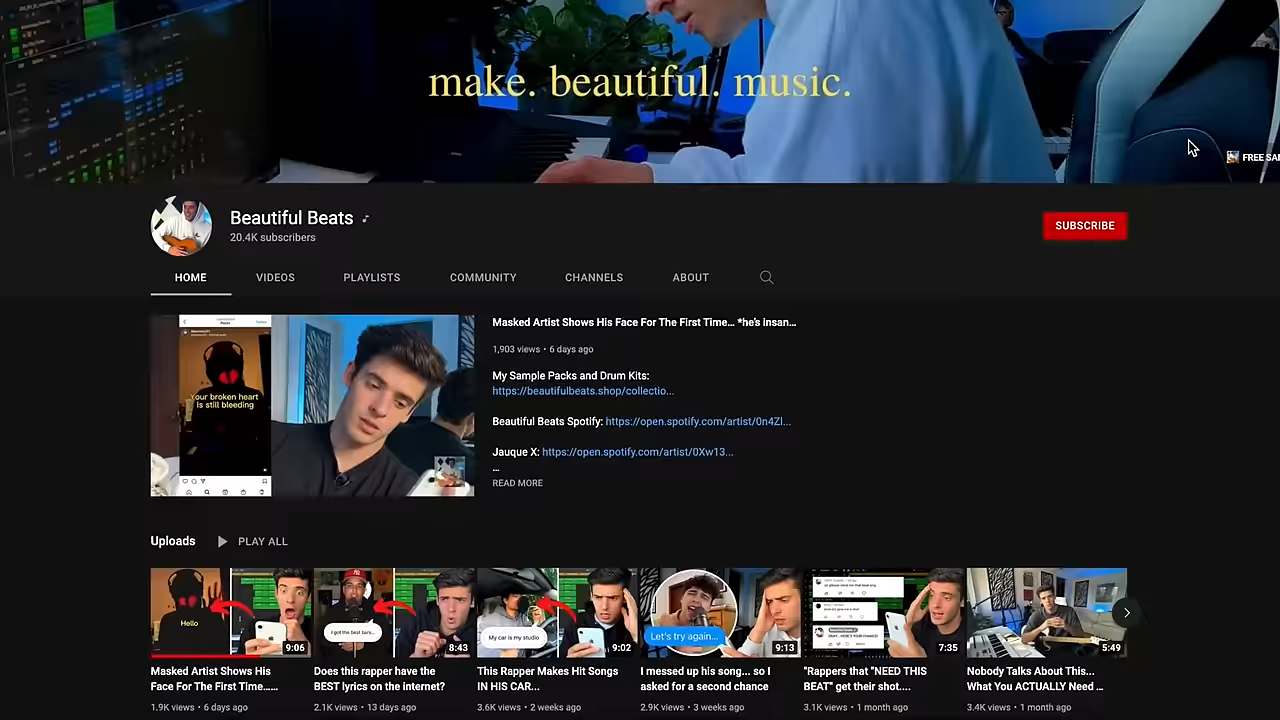 make. beautiful. music.
FREE SAM
Beautiful Beats
20.4K subscribers
SUBSCRIBE
HOME
VIDEOS
PLAYLISTS
COMMUNITY
CHANNELS
ABOUT
Your broken heart
is still bleeding
Masked Artist Shows His Face For The First Time... *he's insan...
1,903 views • 6 days ago
My Sample Packs and Drum Kits:
https://beautifulbeats.shop/collectio...
Beautiful Beats Spotify: https://open.spotify.com/artist/0n4Zl...
Jauque X: https://open.spotify.com/artist/0Xw13...
...
READ MORE
Uploads
PLAY ALL
Hello
9:06
I got the best bars...
8:43
My car is my studio
9:02
Let's try again...
9:13
7:35
5:49
Masked Artist Shows His
Face For The First Time......
1.9K views • 6 days ago
Does this rapper have the
BEST lyrics on the internet?
2.1K views • 13 days ago
This Rapper Makes Hit Songs
IN HIS CAR...
3.6K views • 2 weeks ago
I messed up his song... so I
asked for a second chance
2.9K views • 3 weeks ago
"Rappers that "NEED THIS
BEAT" get their shot....
3.1K views • 1 month ago
Nobody Talks About This...
What You ACTUALLY Need ...
3.4K views • 1 month ago